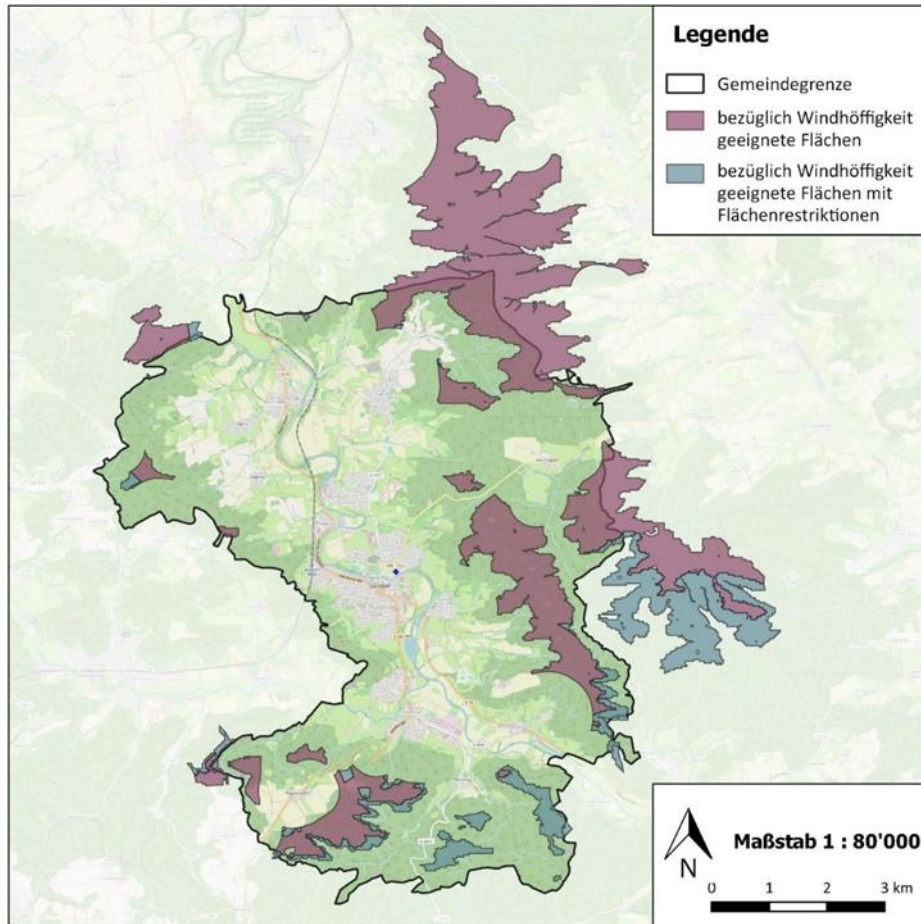 Legende
Gemeindegrenze
bezüglich Windhöffigkeit
geeignete Flächen
bezüglich Windhöffigkeit
geeignete Flächen mit
Flächenrestriktionen
N
Maßstab 1 : 80'000
0 1 2 3 km